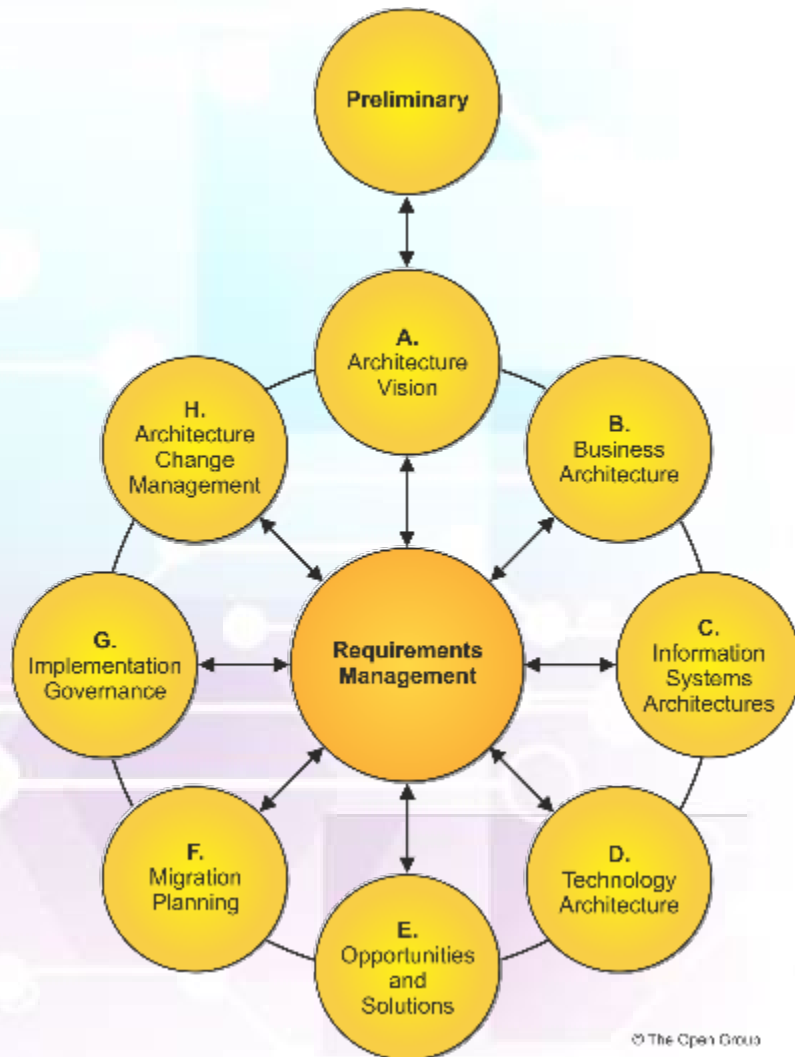 Preliminary
A.
Architecture
Vision
H.
Architecture
Change
Management
B.
Business
Architecture
G.
Implementation
Governance
Requirements
Management
C.
Information
Systems
Architectures
F.
Migration
Planning
D.
Technology
Architecture
E.
Opportunities
and
Solutions
© The Open Group